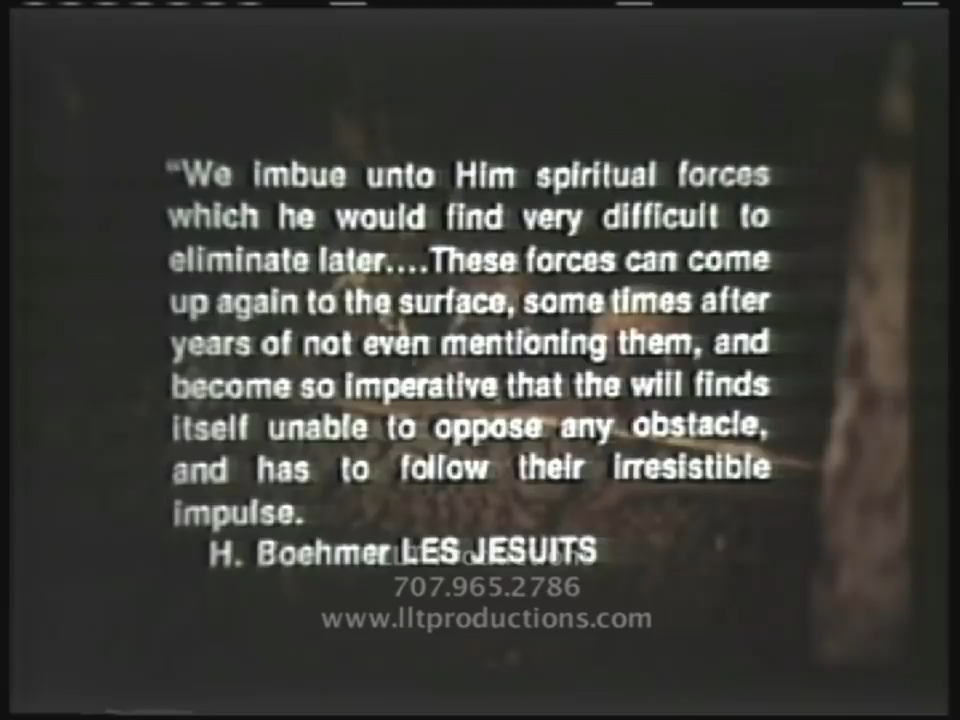 "We imbue unto Him spiritual forces
which he would find very difficult to
eliminate later....These forces can come
up again to the surface, some times after
years of not even mentioning them, and
become so imperative that the will finds
itself unable to oppose any obstacle,
and has to follow their irresistible
impulse.
H. Boehmer LES JESUITS
707.965.2786
www.lltproductions.com